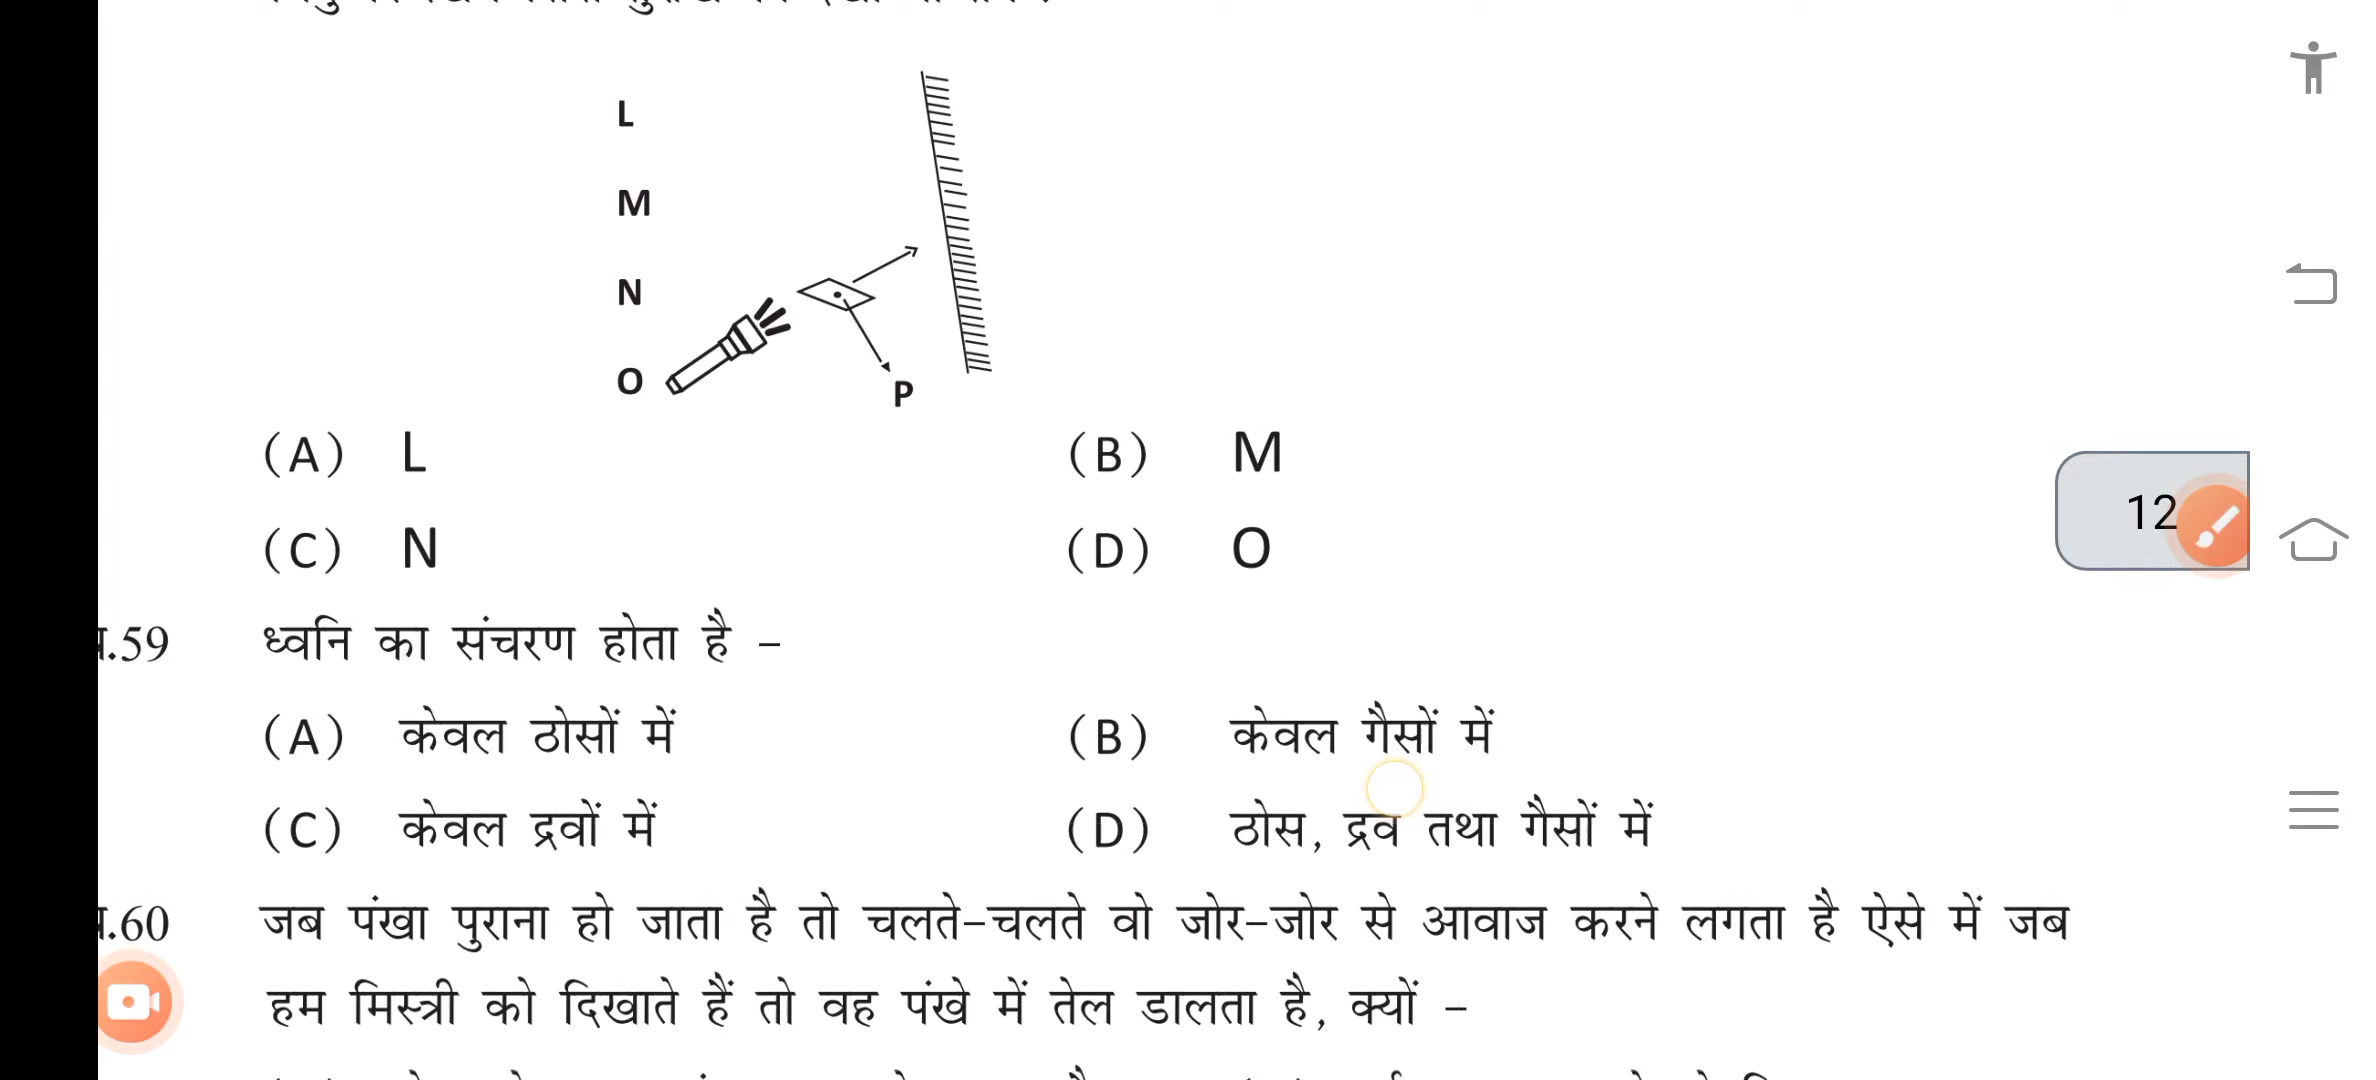 L
M
N
O
P
(A) L (B) M
(C) N (D) O
12
.59 ध्वनि का संचरण होता है –
(A) केवल ठोसों में (B) केवल गैसों में
(C) केवल द्रवों में (D) ठोस, द्रव तथा गैसों में
.60 जब पंखा पुराना हो जाता है तो चलते-चलते वो जोर-जोर से आवाज करने लगता है ऐसे में जब
हम मिस्त्री को दिखाते हैं तो वह पंखे में तेल डालता है, क्यों –